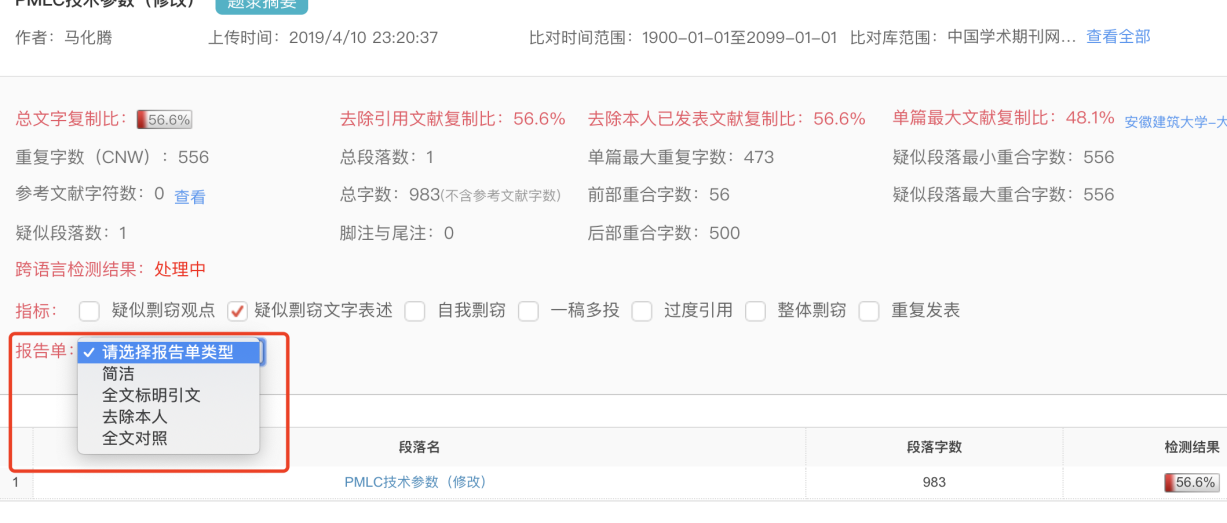 PMLC技术参数（修改） 题录摘要
作者：马化腾 上传时间：2019/4/10 23:20:37 比对时间范围：1900-01-01至2099-01-01 比对库范围：中国学术期刊网... 查看全部
总文字复制比：56.6% 去除引用文献复制比：56.6% 去除本人已发表文献复制比：56.6% 单篇最大文献复制比：48.1% 安徽建筑大学-大
重复字数（CNW）：556 总段落数：1 单篇最大重复字数：473 疑似段落最小重合字数：556
参考文献字符数：0 查看 总字数：983(不含参考文献字数) 前部重合字数：56 疑似段落最大重合字数：556
疑似段落数：1 脚注与尾注：0 后部重合字数：500
跨语言检测结果：处理中
指标： 疑似剽窃观点 疑似剽窃文字表述 自我剽窃 一稿多投 过度引用 整体剽窃 重复发表
报告单：请选择报告单类型
简洁
全文标明引文
去除本人
全文对照
段落名 段落字数 检测结果
1 PMLC技术参数（修改） 983 56.6%